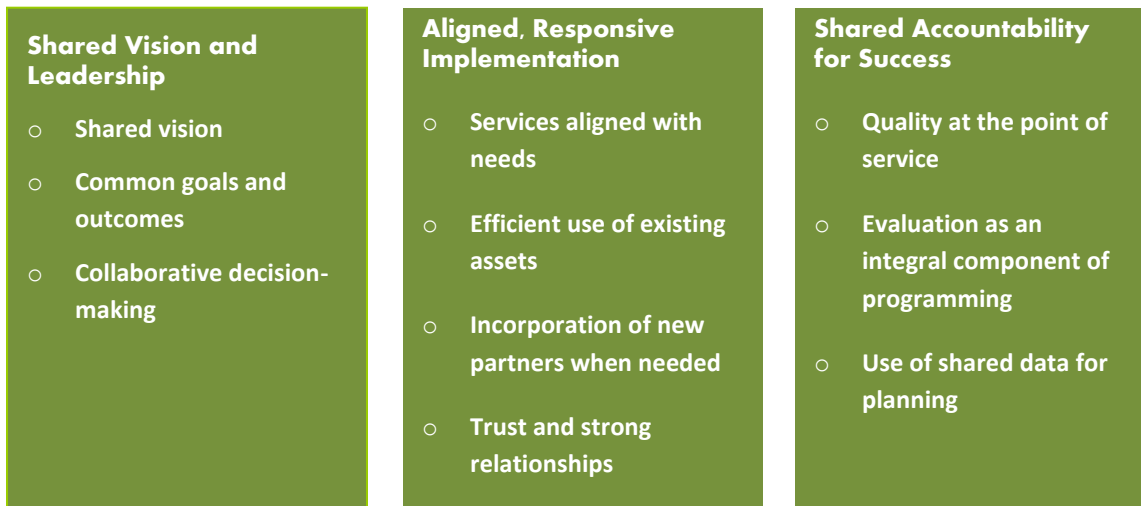 Shared Vision and
Leadership
o Shared vision
o Common goals and
outcomes
o Collaborative decision-
making
Aligned, Responsive
Implementation
o Services aligned with
needs
o Efficient use of existing
assets
o Incorporation of new
partners when needed
o Trust and strong
relationships
Shared Accountability
for Success
o Quality at the point of
service
o Evaluation as an
integral component of
programming
o Use of shared data for
planning